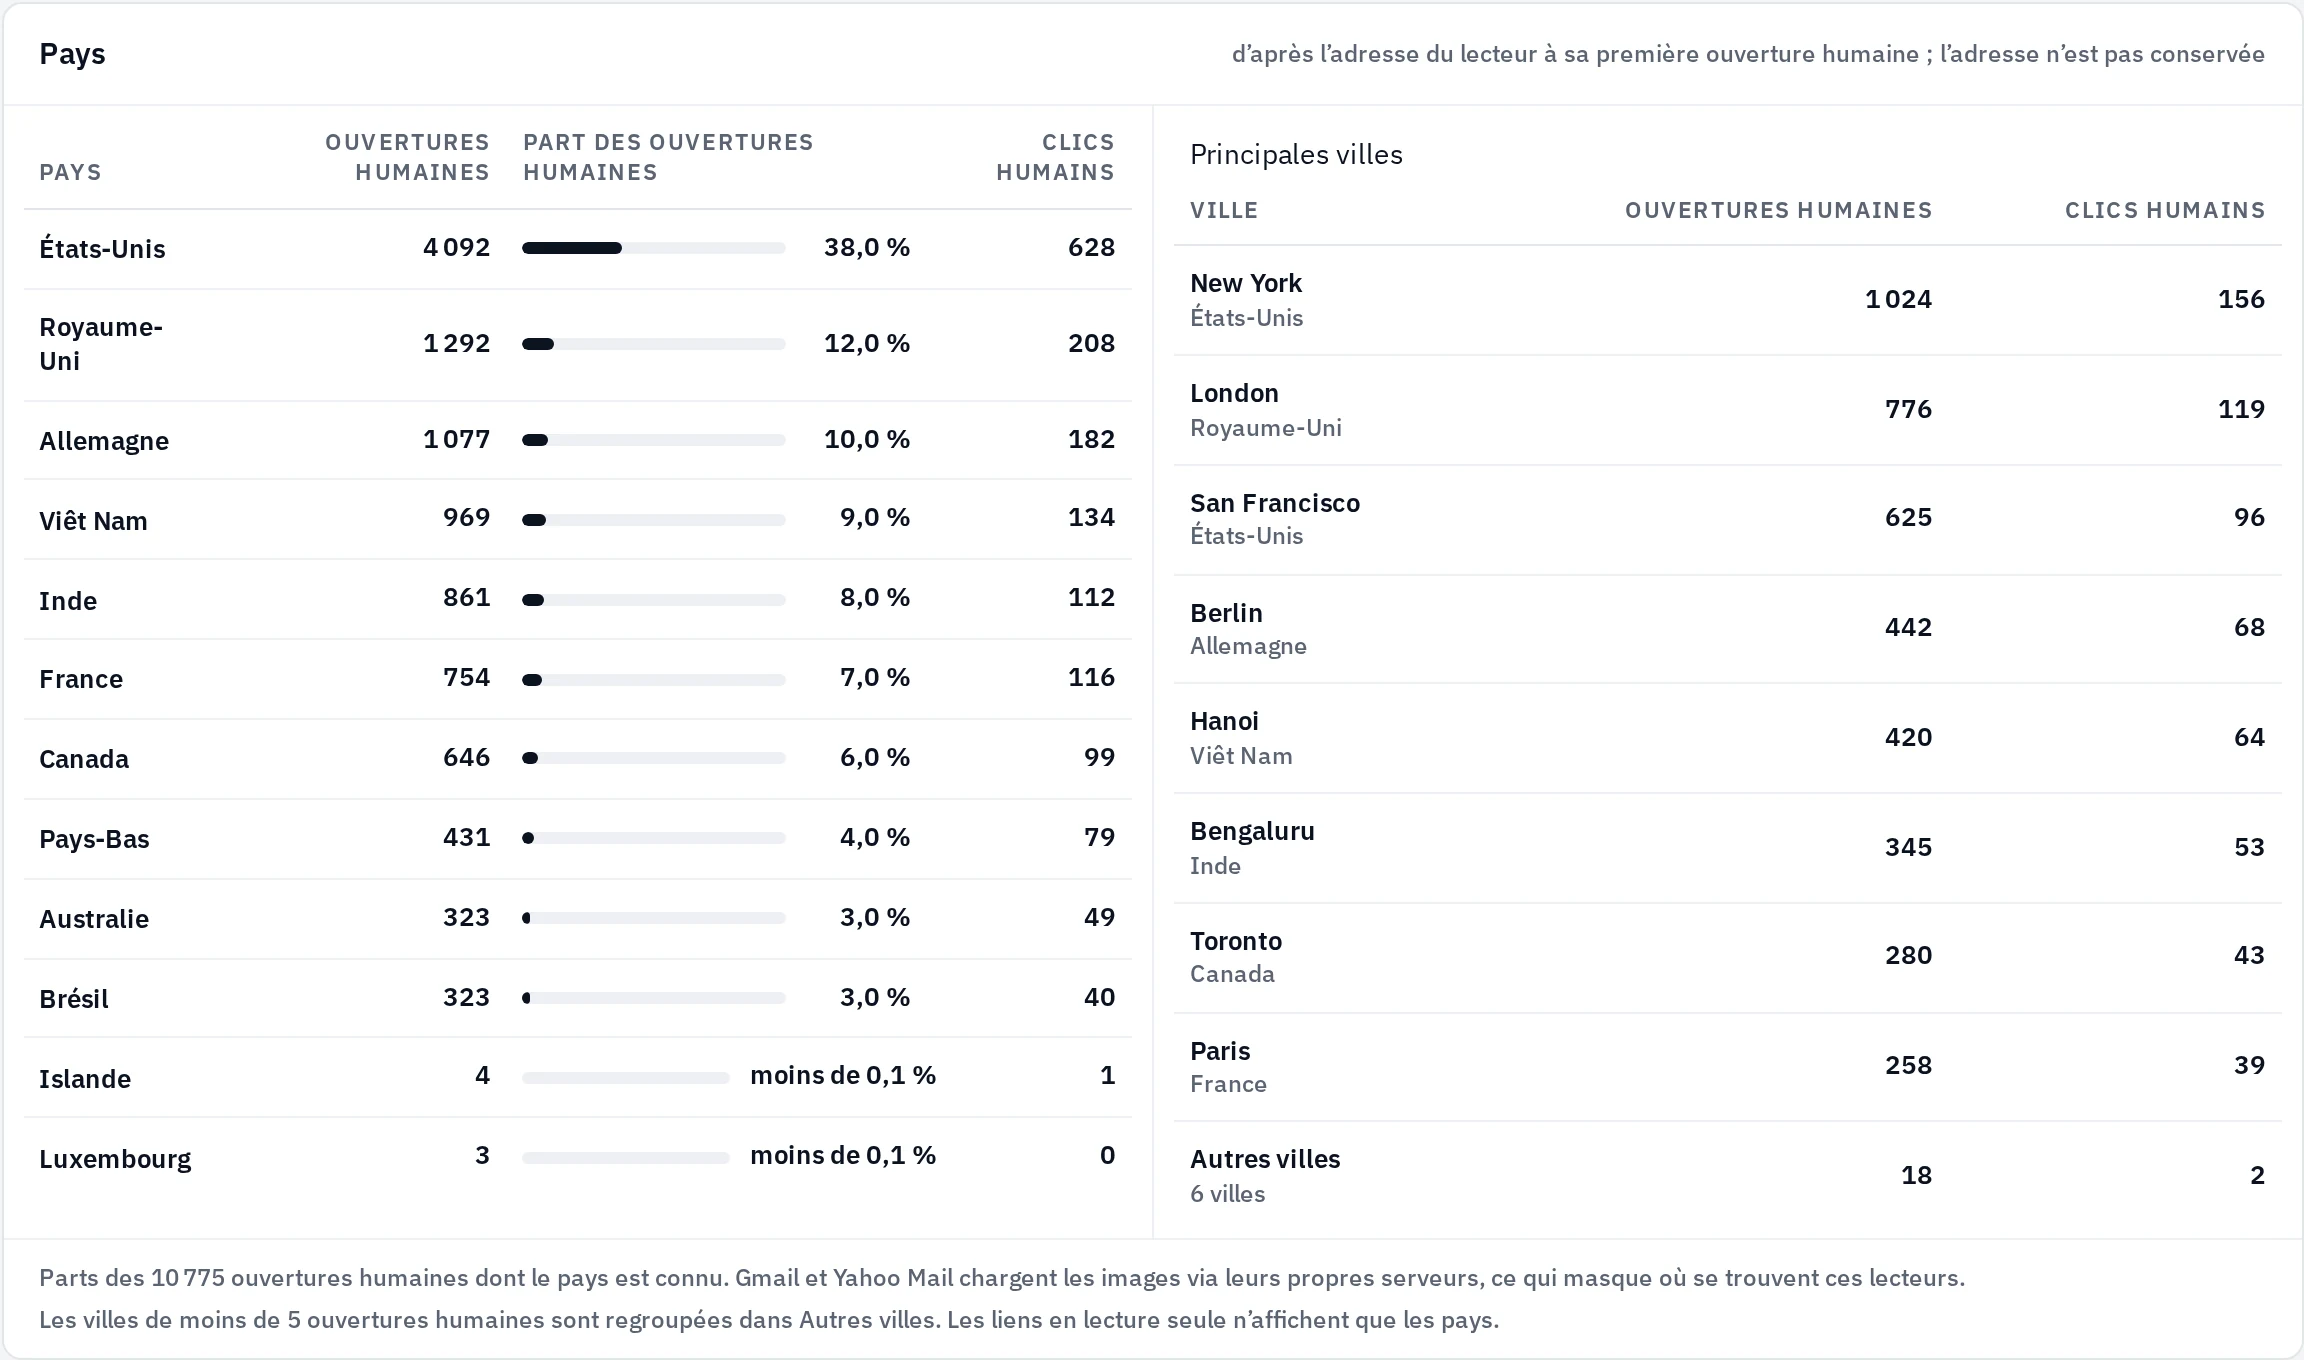 Pays
d’après l’adresse du lecteur à sa première ouverture humaine ; l’adresse n’est pas conservée
PAYS OUVERTURES HUMAINES PART DES OUVERTURES HUMAINES CLICS HUMAINS
États-Unis 4 092 38,0 % 628
Royaume-
Uni 1 292 12,0 % 208
Allemagne 1 077 10,0 % 182
Viêt Nam 969 9,0 % 134
Inde 861 8,0 % 112
France 754 7,0 % 116
Canada 646 6,0 % 99
Pays-Bas 431 4,0 % 79
Australie 323 3,0 % 49
Brésil 323 3,0 % 40
Islande 4 moins de 0,1 % 1
Luxembourg 3 moins de 0,1 % 0
Principales villes
VILLE OUVERTURES HUMAINES CLICS HUMAINS
New York 1 024 156
États-Unis
London 776 119
Royaume-Uni
San Francisco 625 96
États-Unis
Berlin 442 68
Allemagne
Hanoi 420 64
Viêt Nam
Bengaluru 345 53
Inde
Toronto 280 43
Canada
Paris 258 39
France
Autres villes 18 2
6 villes
Parts des 10 775 ouvertures humaines dont le pays est connu. Gmail et Yahoo Mail chargent les images via leurs propres serveurs, ce qui masque où se trouvent ces lecteurs.
Les villes de moins de 5 ouvertures humaines sont regroupées dans Autres villes. Les liens en lecture seule n’affichent que les pays.